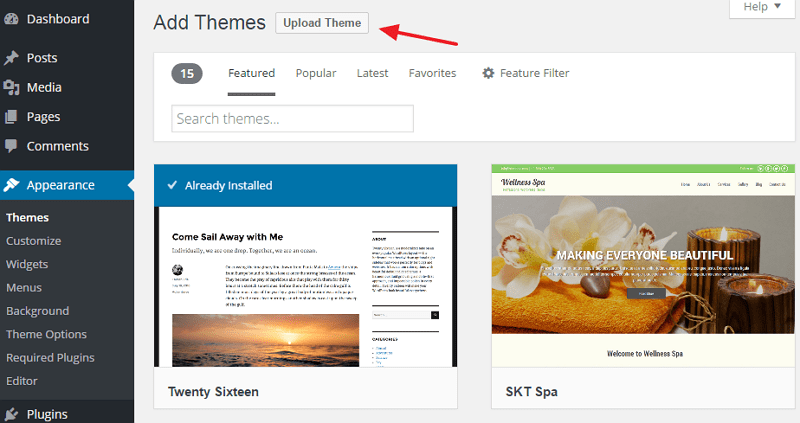 Dashboard
Posts
Media
Pages
Comments
Appearance
Themes
Customize
Widgets
Menus
Background
Theme Options
Required Plugins
Editor
Plugins
Help
Add Themes Upload Theme
15 Featured Popular Latest Favorites Feature Filter
Search themes...
Already Installed
Come Sail Away with Me
Individually, we are one drop. Together, we are an ocean.
ABOUT
CATEGORIES
Twenty Sixteen
Wellness Spa
Home About Us Services Gallery Blog Contact Us
MAKING EVERYONE BEAUTIFUL
Welcome to Wellness Spa
SKT Spa